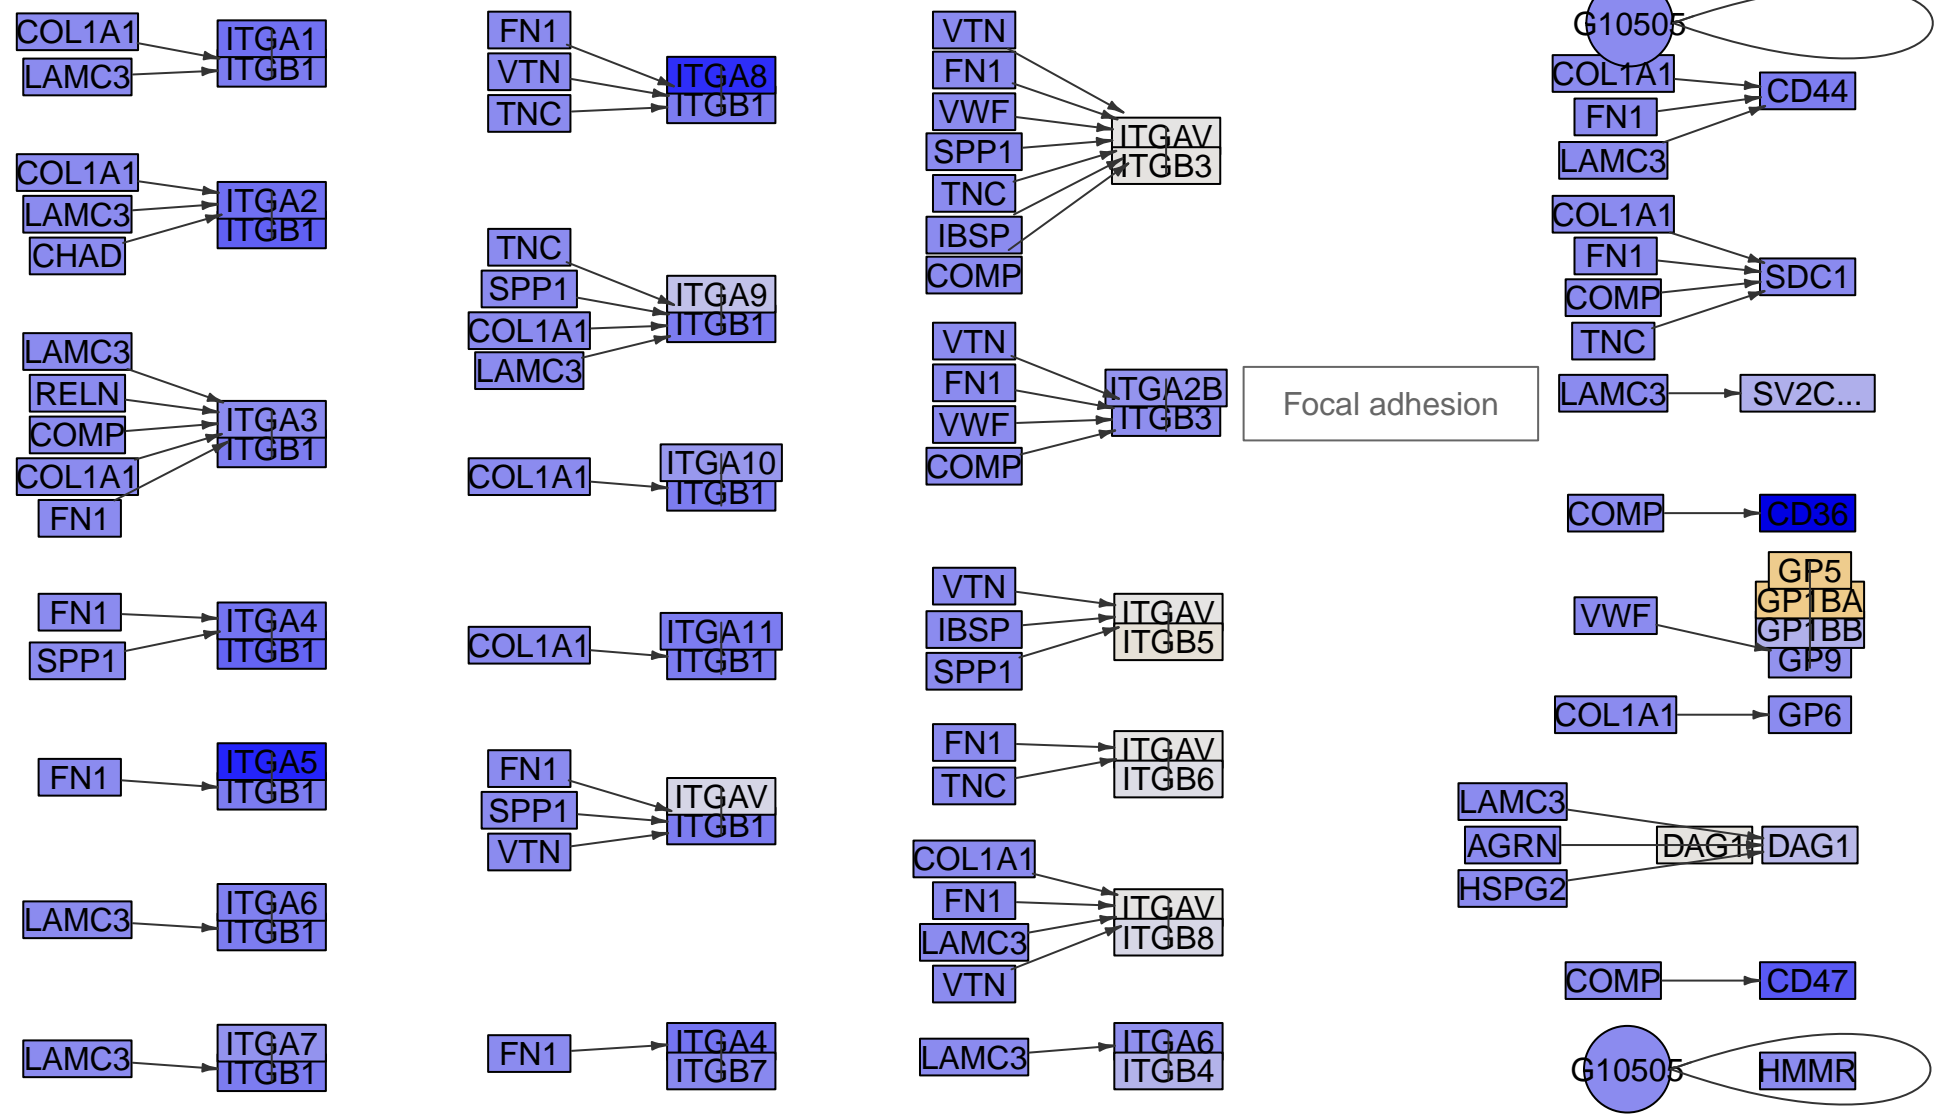 COL1A1
LAMC3
ITGA1
ITGB1
COL1A1
LAMC3
CHAD
ITGA2
ITGB1
LAMC3
RELN
COMP
COL1A1
FN1
ITGA3
ITGB1
FN1
SPP1
ITGA4
ITGB1
FN1
ITGA5
ITGB1
LAMC3
ITGA6
ITGB1
LAMC3
ITGA7
ITGB1
FN1
VTN
TNC
ITGA8
ITGB1
TNC
SPP1
COL1A1
LAMC3
ITGA9
ITGB1
COL1A1
ITGA10
ITGB1
COL1A1
ITGA11
ITGB1
FN1
SPP1
VTN
ITGAV
ITGB1
FN1
ITGA4
ITGB7
VTN
FN1
VWF
SPP1
TNC
IBSP
COMP
ITGAV
ITGB3
VTN
FN1
VWF
COMP
ITGA2B
ITGB3
Focal adhesion
VTN
IBSP
SPP1
ITGAV
ITGB5
FN1
TNC
ITGAV
ITGB6
COL1A1
FN1
LAMC3
VTN
ITGAV
ITGB8
LAMC3
ITGA6
ITGB4
G10505
COL1A1
FN1
LAMC3
CD44
COL1A1
FN1
COMP
TNC
SDC1
LAMC3
SV2C...
COMP
CD36
VWF
GP5
GP1BA
GP1BB
GP9
COL1A1
GP6
LAMC3
AGRN
HSPG2
DAG1
DAG1
COMP
CD47
G10505
HMMR